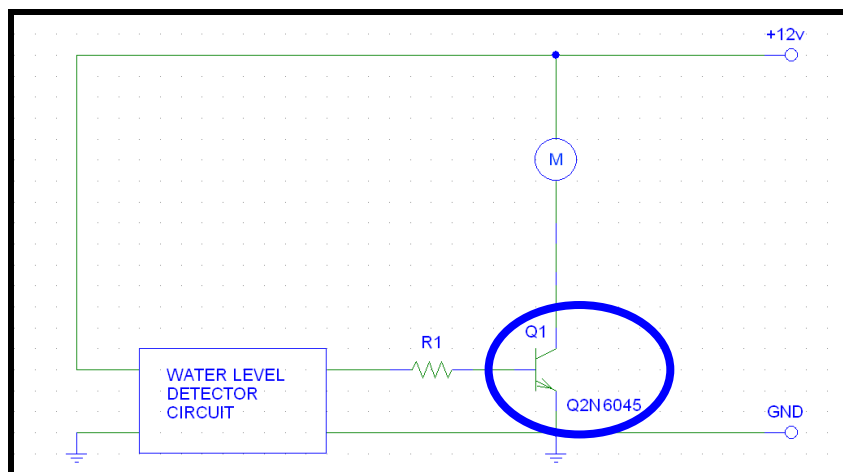 +12v
M
Q1
R1
WATER LEVEL
DETECTOR
CIRCUIT
Q2N6045
GND